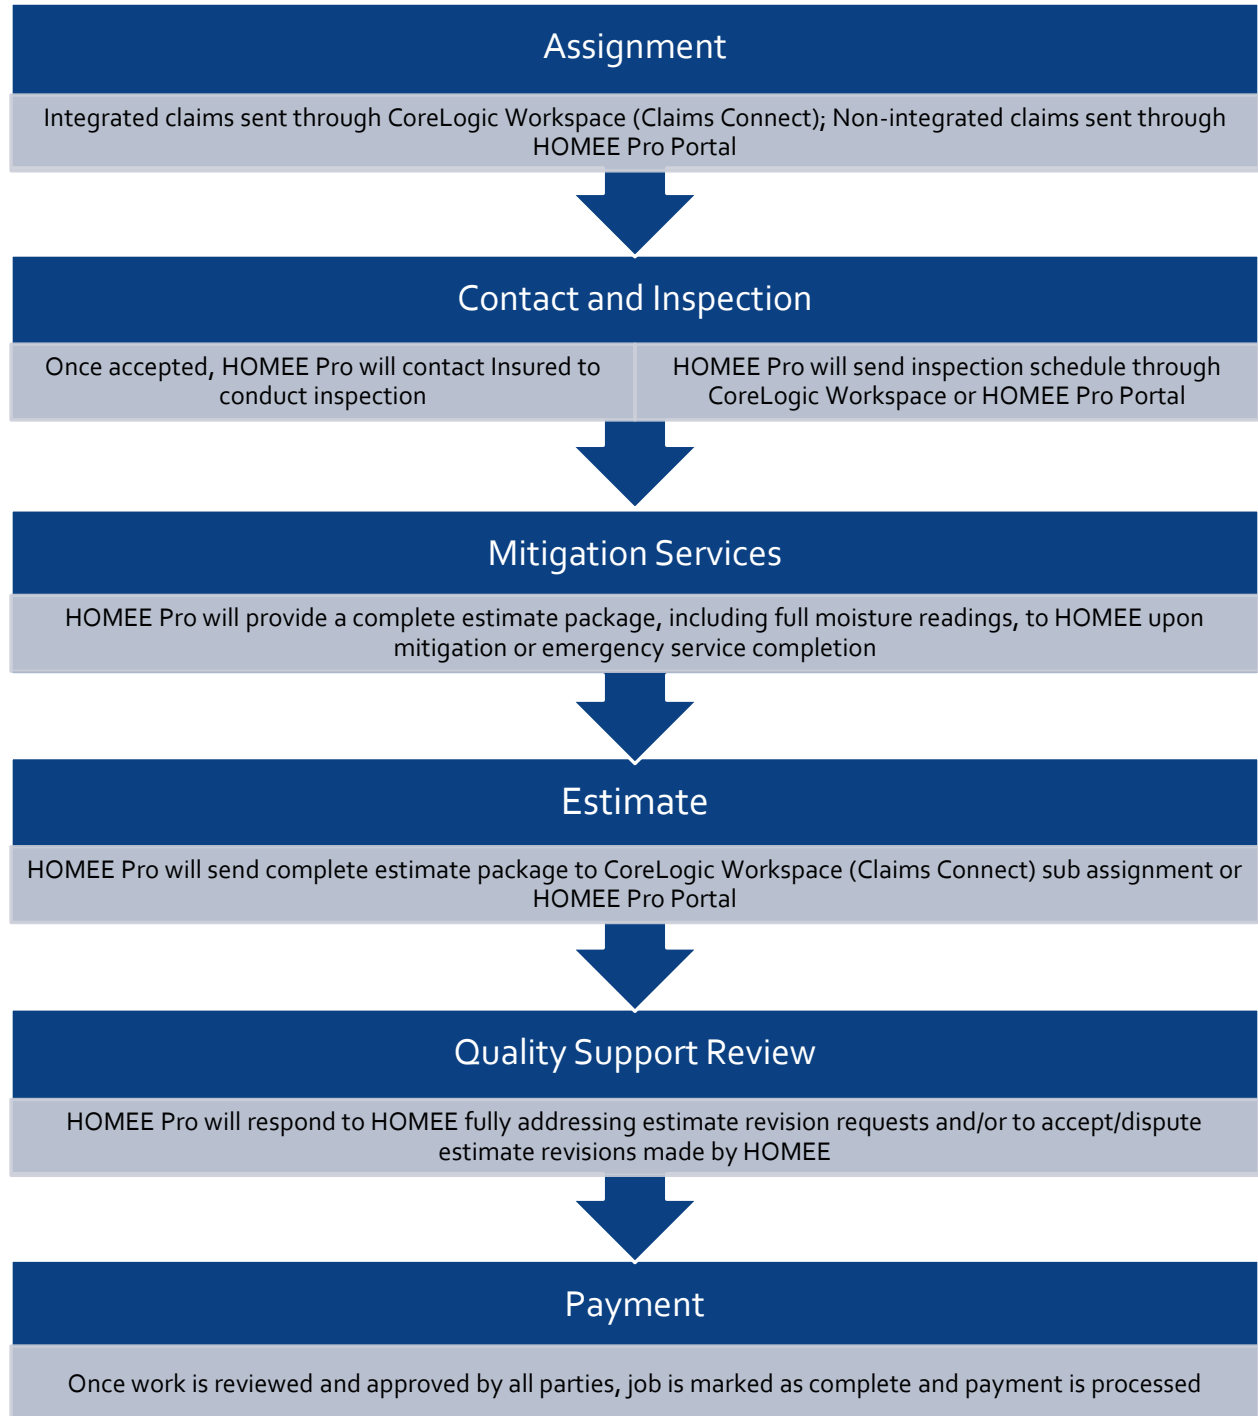 Assignment
Integrated claims sent through CoreLogic Workspace (Claims Connect); Non-integrated claims sent through
HOMEE Pro Portal
Contact and Inspection
Once accepted, HOMEE Pro will contact Insured to
conduct inspection
HOMEE Pro will send inspection schedule through
CoreLogic Workspace or HOMEE Pro Portal
Mitigation Services
HOMEE Pro will provide a complete estimate package, including full moisture readings, to HOMEE upon
mitigation or emergency service completion
Estimate
HOMEE Pro will send complete estimate package to CoreLogic Workspace (Claims Connect) sub assignment or
HOMEE Pro Portal
Quality Support Review
HOMEE Pro will respond to HOMEE fully addressing estimate revision requests and/or to accept/dispute
estimate revisions made by HOMEE
Payment
Once work is reviewed and approved by all parties, job is marked as complete and payment is processed